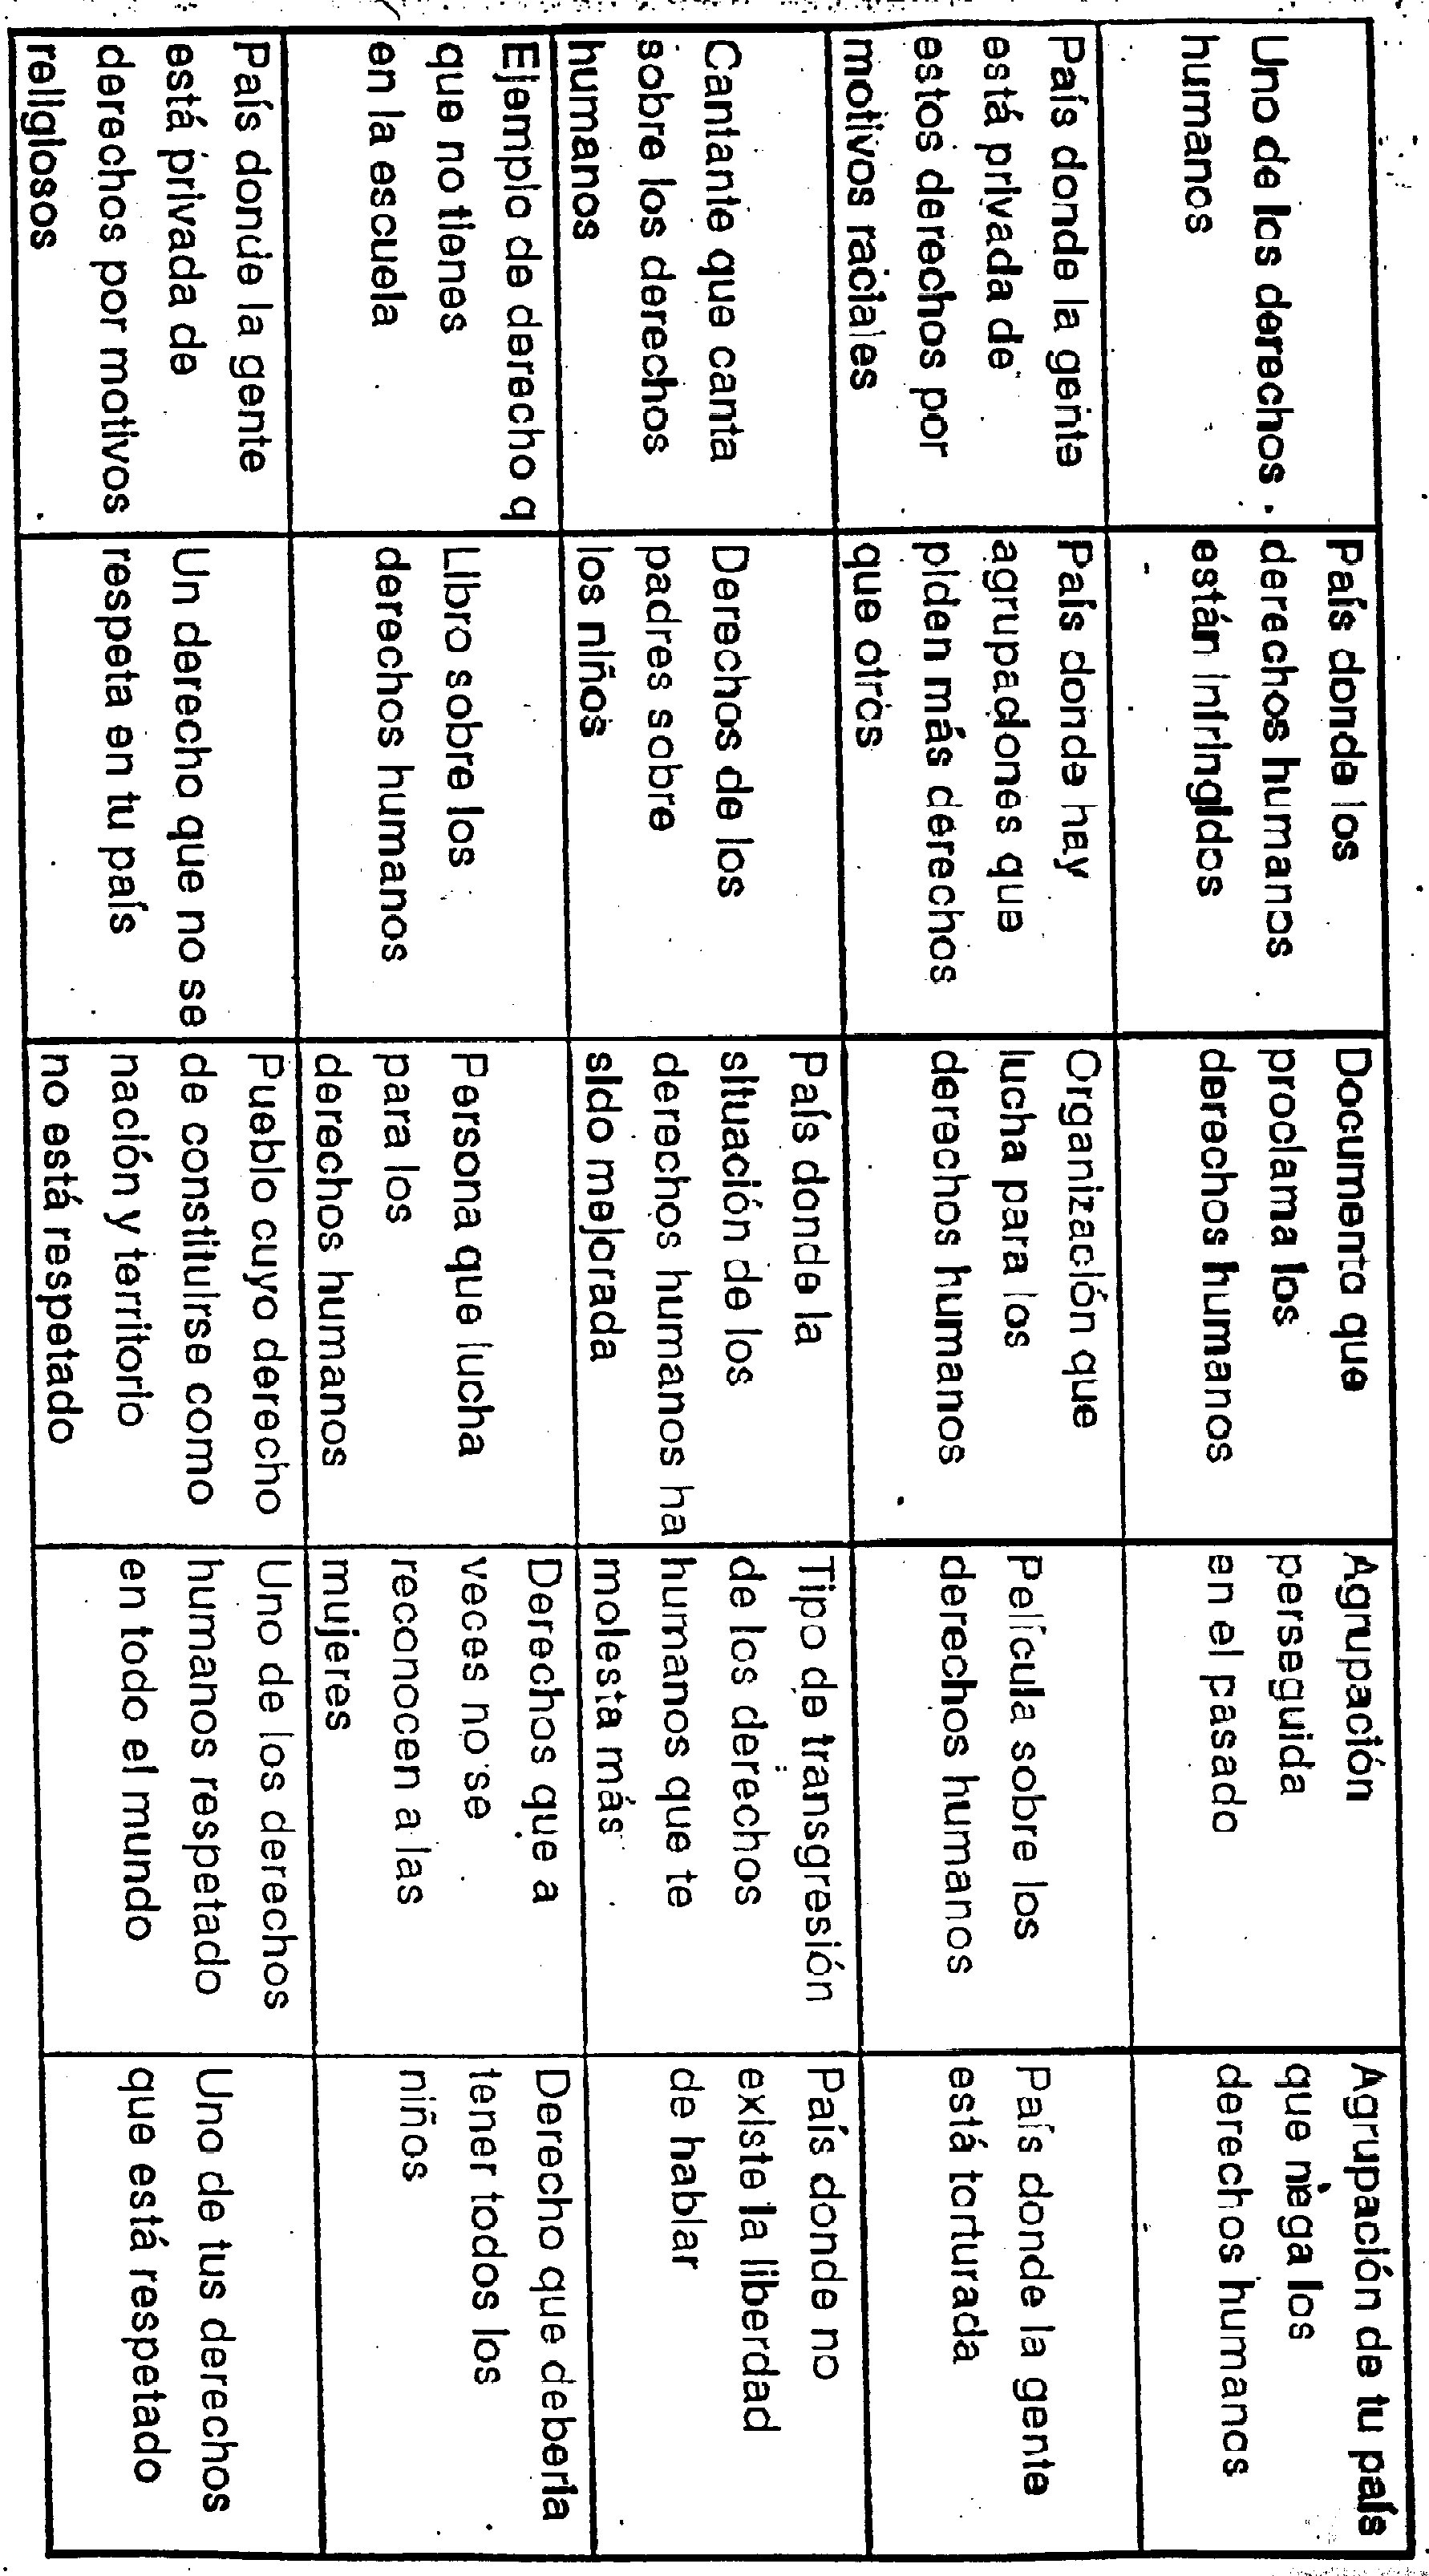 Uno de los derechos
humanos
País donde los
derechos humanos
están infringidos
Documento que
proclama los
derechos humanos
Agrupación
perseguida
en el pasado
Agrupación de tu país
que nega los
derechos humanos
País donde la gente
está privada de
estos derechos por
motivos raciales
País donde hay
agrupaciones que
piden más derechos
que otros
Organización que
lucha para los
derechos humanos
Película sobre los
derechos humanos
País donde la gente
está torturada
Cantante que canta
sobre los derechos
humanos
Derechos de los
padres sobre
los niños
País donde la
situación de los
derechos humanos ha
sido mejorada
Tipo de transgresión
de los derechos
humanos que te
molesta más
País donde no
existe la liberdad
de hablar
Ejemplo de derecho q
que no tienes
en la escuela
Libro sobre los
derechos humanos
Persona que lucha
para los
derechos humanos
Derechos que a
veces no se
reconocen a las
mujeres
Derecho que deberia
tener todos los
niños
País donde la gente
está privada de
derechos por motivos
religiosos
Un derecho que no se
respeta en tu país
Pueblo cuyo derecho
de constituirse como
nación y territorio
no está respetado
Uno de los derechos
humanos respetado
en todo el mundo
Uno de tus derechos
que está respetado